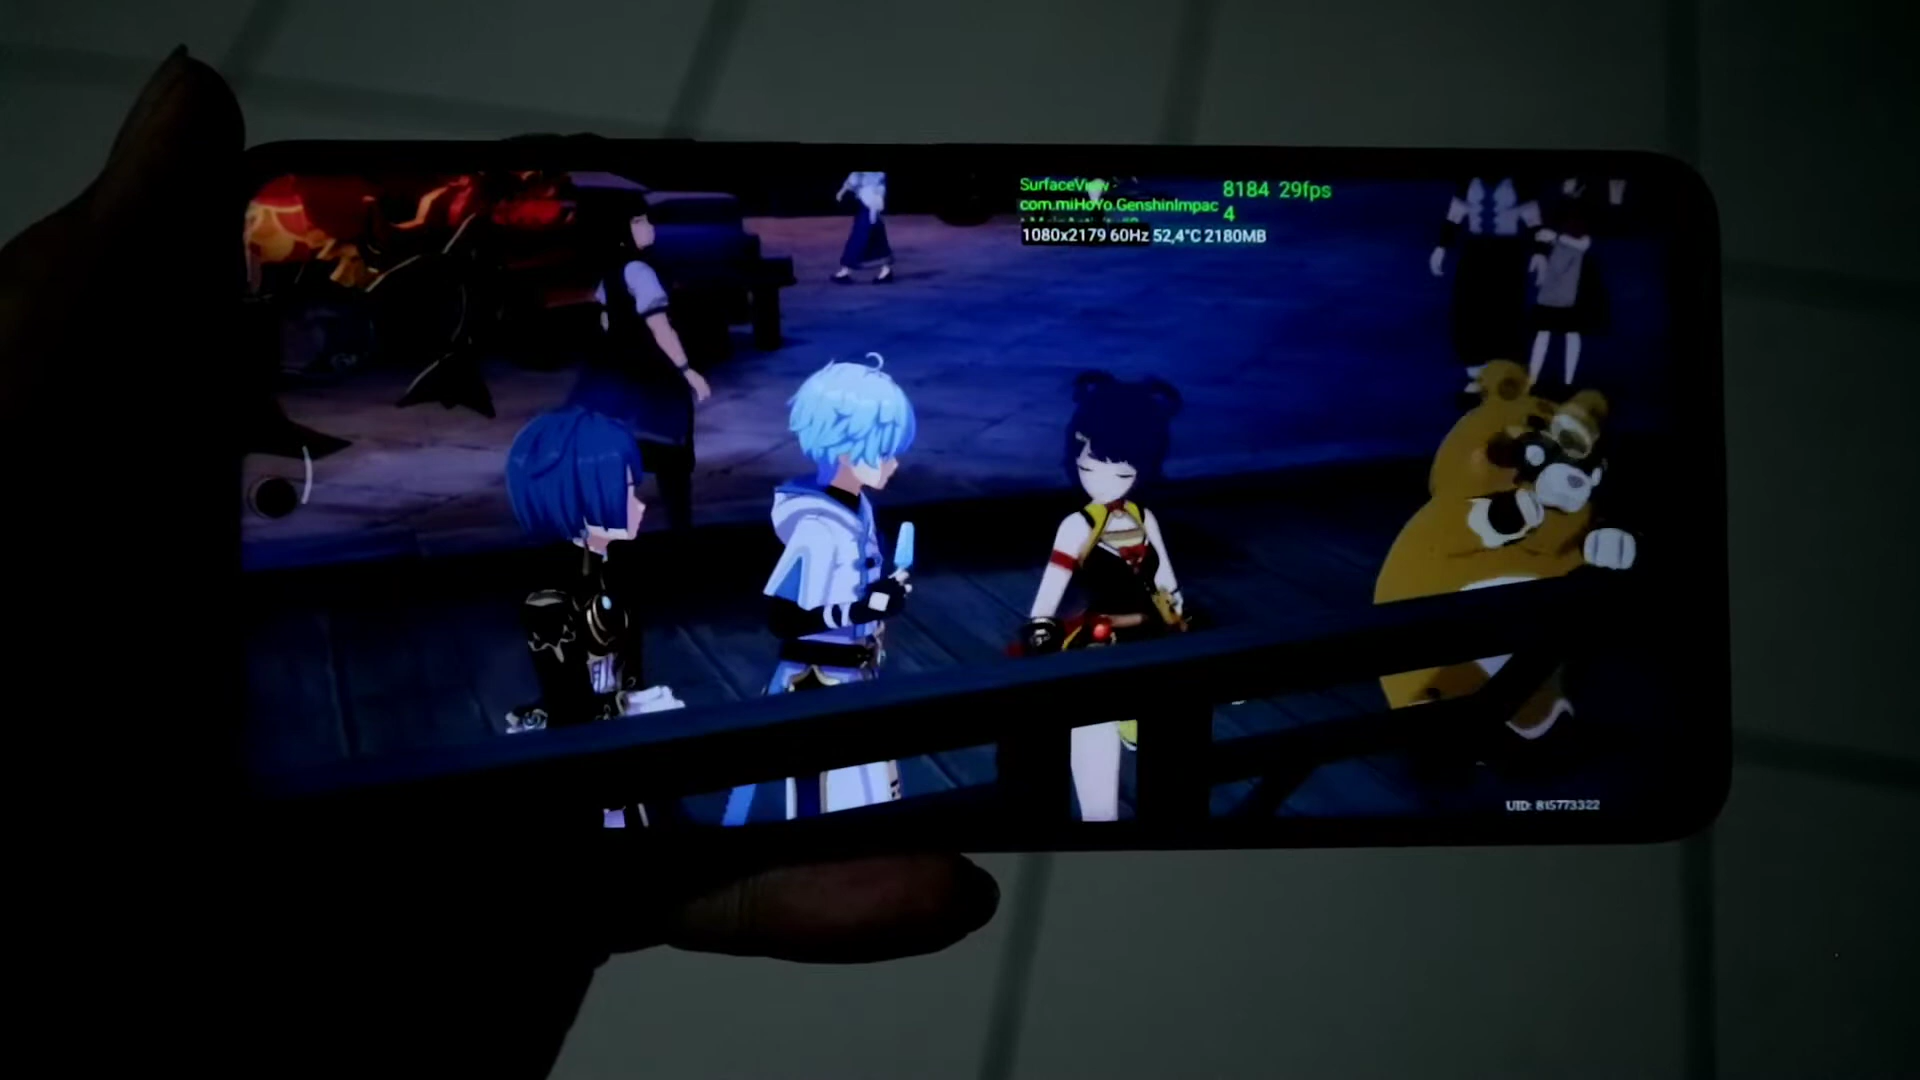 SurfaceView -
com.miHoYo.GenshinImpac
8184 29fps
4
1080x2179 60Hz 52,4°C 2180MB
UID: 815773322